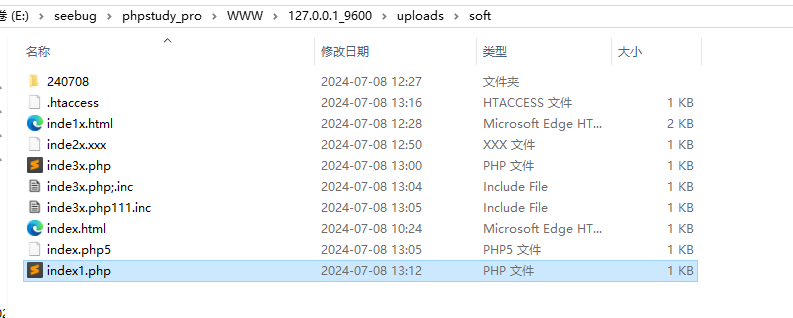 卷 (E:) > seebug > phpstudy_pro > WWW > 127.0.0.1_9600 > uploads > soft
名称 修改日期 类型 大小
240708 2024-07-08 12:27 文件夹
.htaccess 2024-07-08 13:16 HTACCESS 文件 1 KB
inde1x.html 2024-07-08 12:28 Microsoft Edge HT... 2 KB
inde2x.xxx 2024-07-08 12:50 XXX 文件 1 KB
inde3x.php 2024-07-08 13:00 PHP 文件 1 KB
inde3x.php;.inc 2024-07-08 13:04 Include File 1 KB
inde3x.php111.inc 2024-07-08 13:05 Include File 1 KB
index.html 2024-07-08 10:24 Microsoft Edge HT... 1 KB
index.php5 2024-07-08 13:05 PHP5 文件 1 KB
index1.php 2024-07-08 13:12 PHP 文件 1 KB